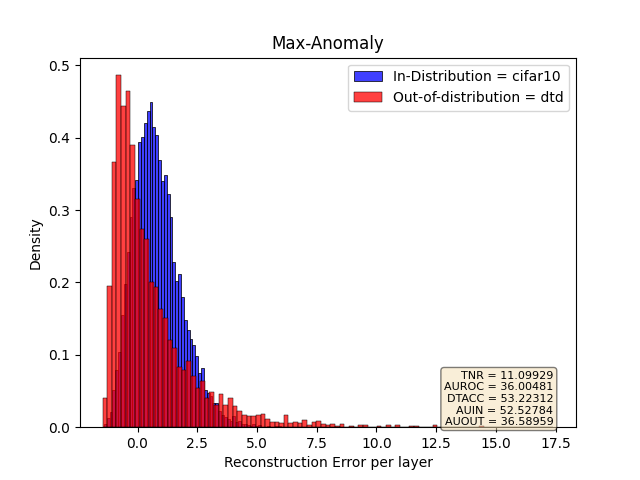 Max-Anomaly
In-Distribution = cifar10
Out-of-distribution = dtd
0.5
0.4
0.3
0.2
0.1
0.0
Density
TNR = 11.09929
AUROC = 36.00481
DTACC = 53.22312
AUIN = 52.52784
AUOUT = 36.58959
0.0 2.5 5.0 7.5 10.0 12.5 15.0 17.5
Reconstruction Error per layer